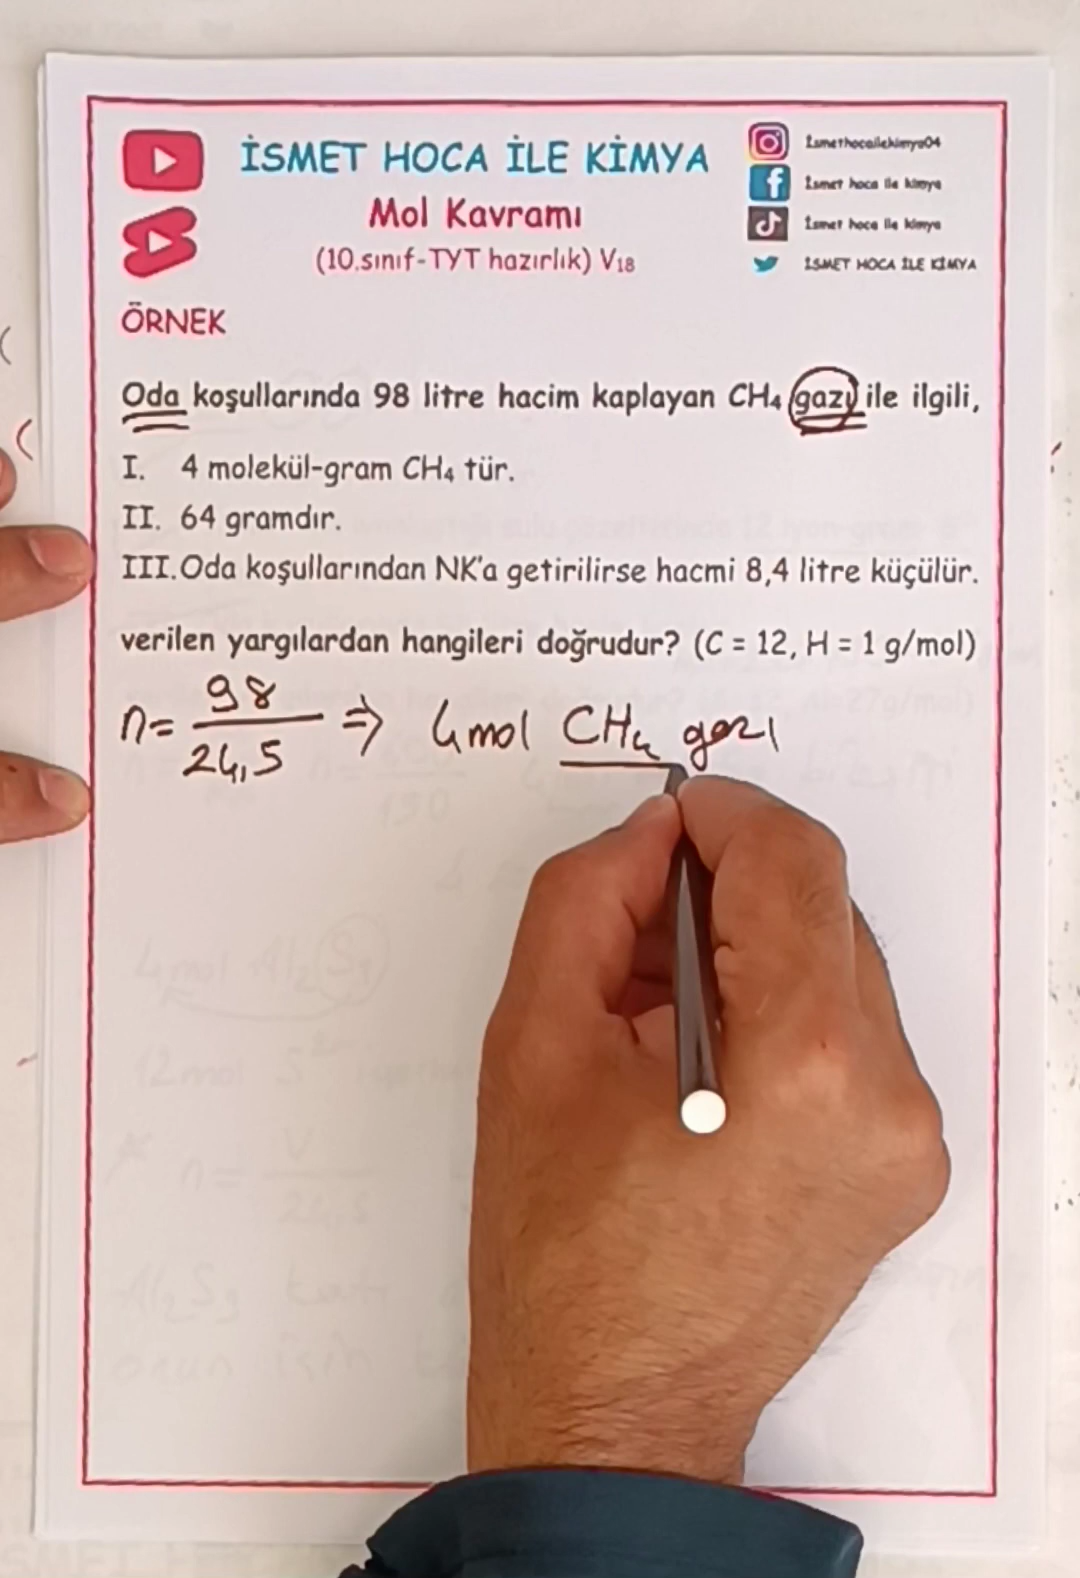 İSMET HOCA İLE KİMYA
Mol Kavramı
(10.sınıf-TYT hazırlık) V18
İsmethocailekimya04
İsmet hoca ile kimya
İsmet hoca ile kimya
İSMET HOCA İLE KİMYA
ÖRNEK
Oda koşullarında 98 litre hacim kaplayan CH4 gazı ile ilgili,
I. 4 molekül-gram CH4 tür.
II. 64 gramdır.
III. Oda koşullarından NK'a getirilirse hacmi 8,4 litre küçülür.
verilen yargılardan hangileri doğrudur? (C = 12, H = 1 g/mol)
n= 98/24,5 ⇒ 4mol CH4 gazı